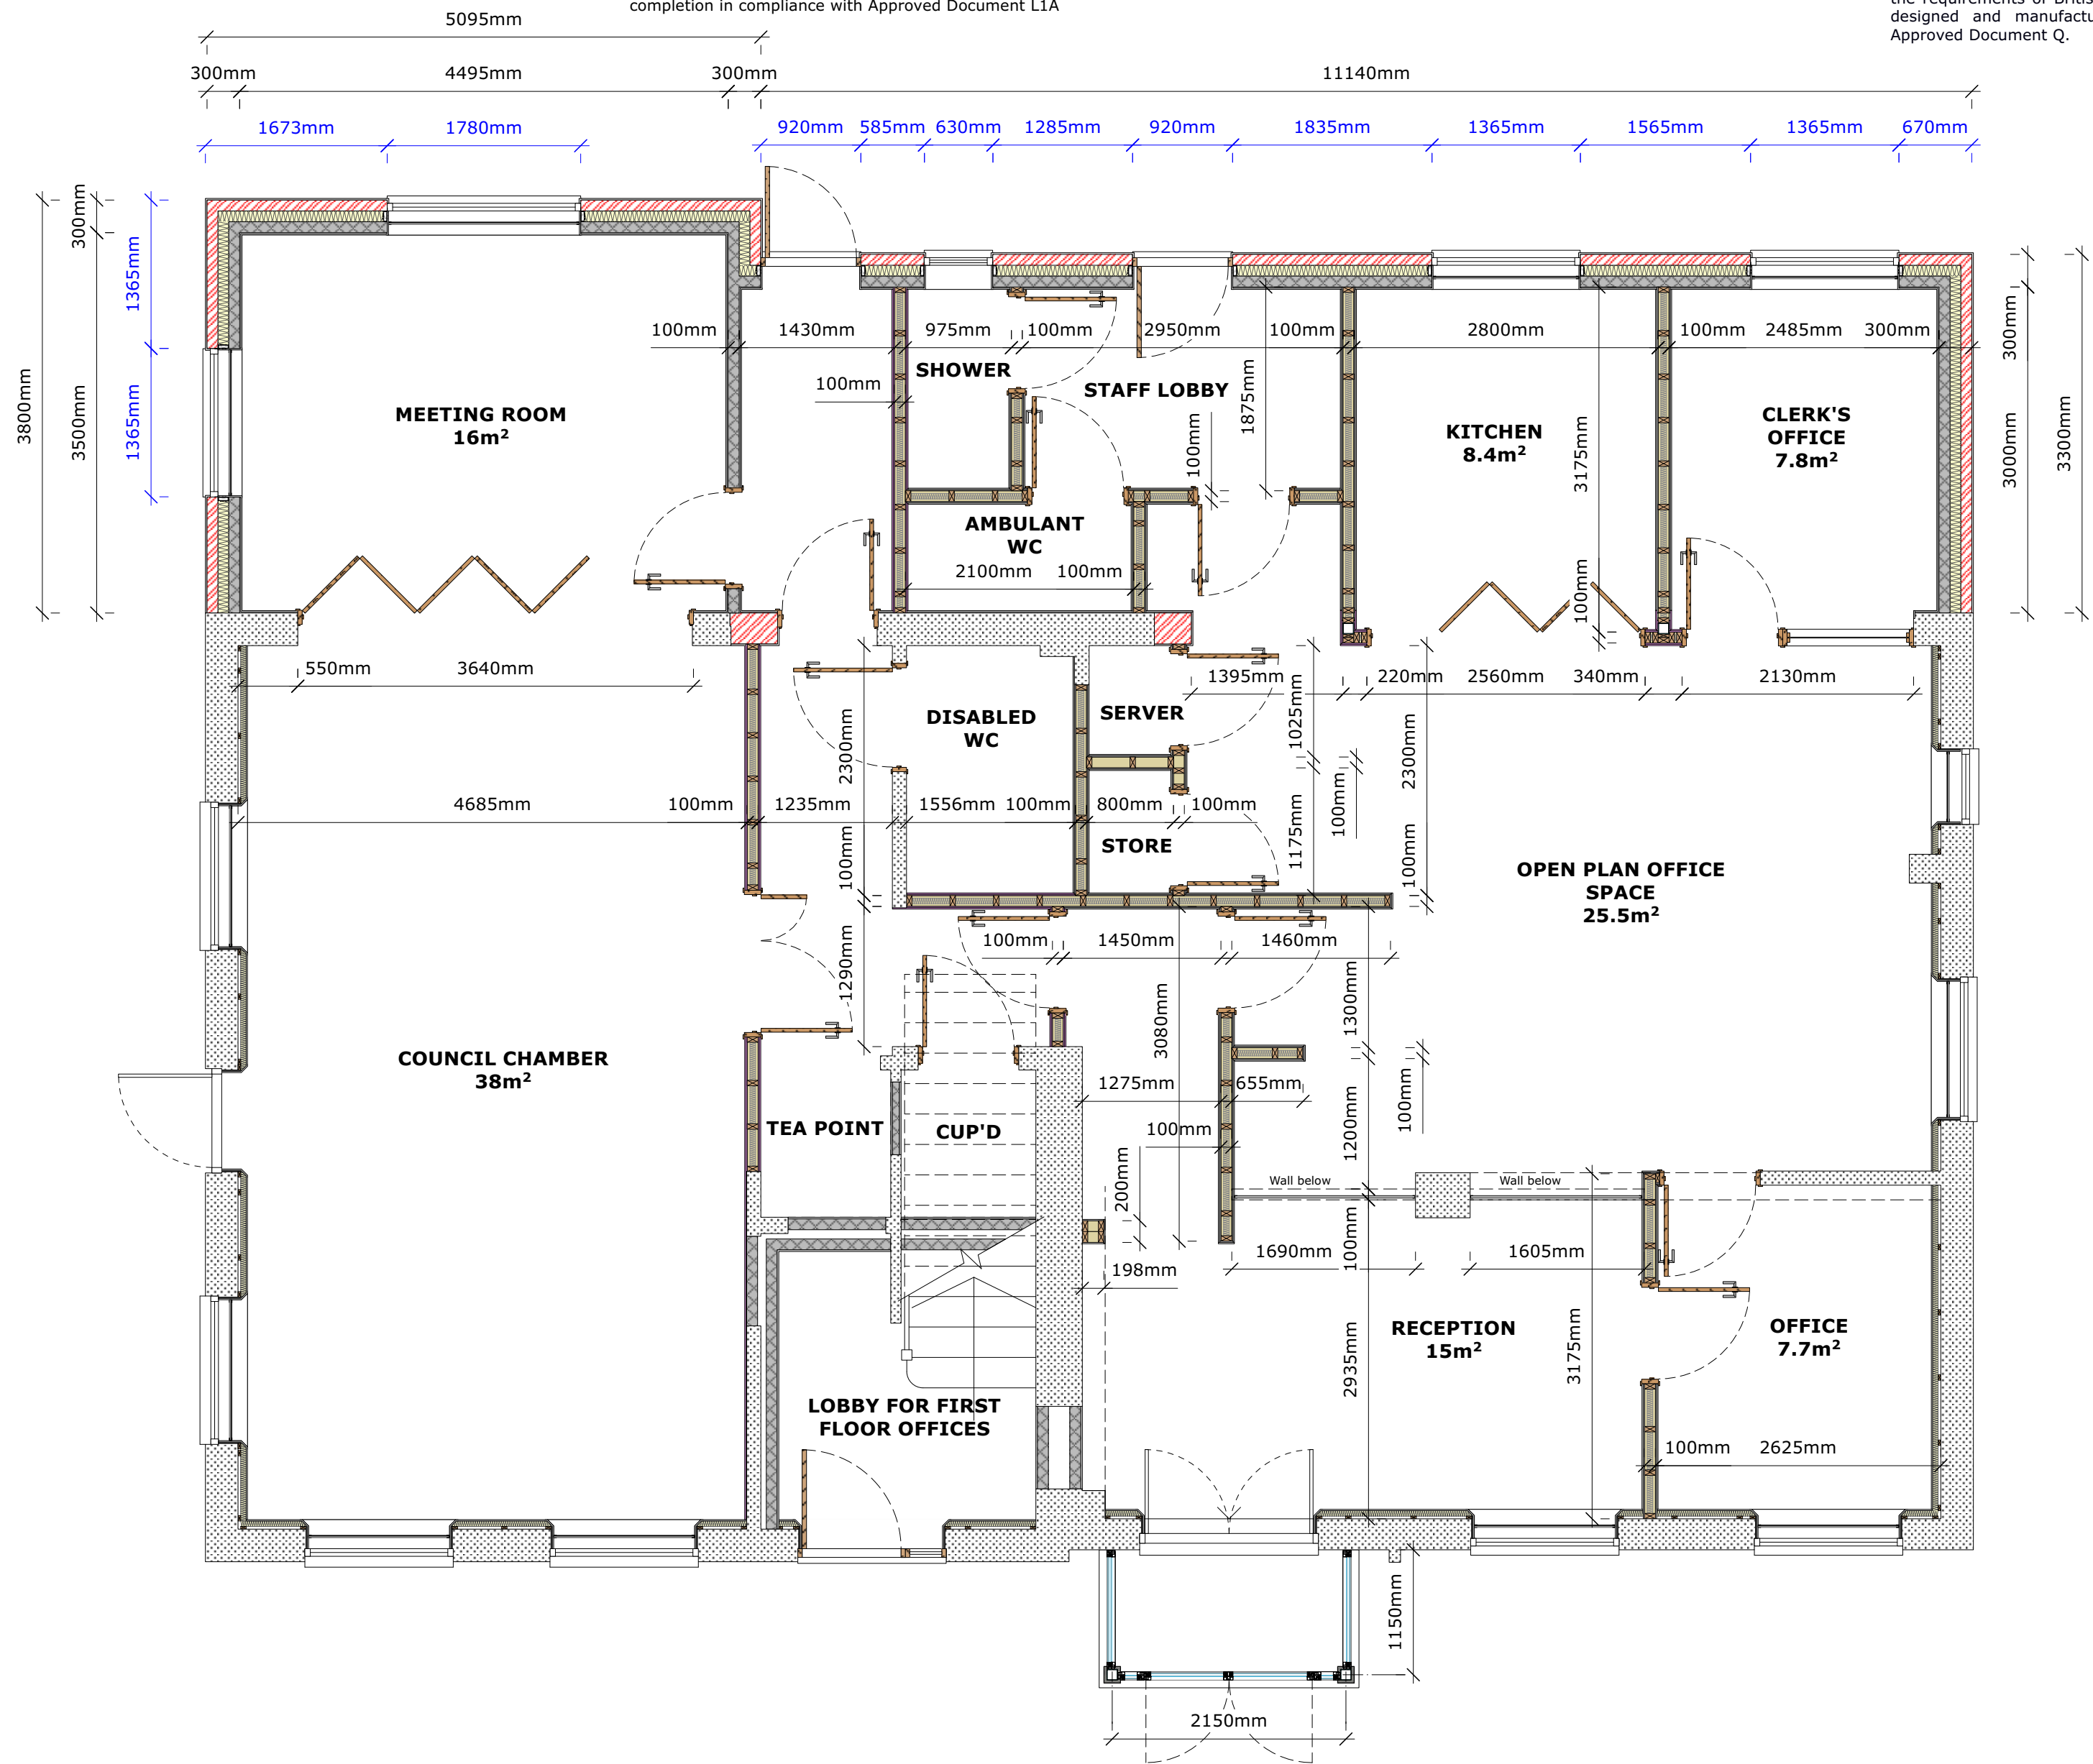 completion in compliance with Approved Document L1A
the requirements of Britis
designed and manufactu
Approved Document Q.
5095mm
300mm 4495mm 300mm 11140mm
1673mm 1780mm 920mm 585mm 630mm 1285mm 920mm 1835mm 1365mm 1565mm 1365mm 670mm
3800mm
300mm
3500mm
1365mm
1365mm
300mm
3000mm
3300mm
100mm 1430mm 975mm 100mm 2950mm 100mm 2800mm 100mm 2485mm 300mm
SHOWER
100mm
STAFF LOBBY
1875mm
100mm
MEETING ROOM
16m²
KITCHEN
8.4m²
3175mm
100mm
CLERK'S
OFFICE
7.8m²
AMBULANT
WC
2100mm 100mm
550mm 3640mm
1395mm 220mm 2560mm 340mm 2130mm
DISABLED
WC
SERVER
1025mm
2300mm
2300mm
4685mm 100mm 1235mm 1556mm 100mm 800mm 100mm
100mm
STORE
1175mm
100mm
100mm
OPEN PLAN OFFICE
SPACE
25.5m²
100mm 1450mm 1460mm
1290mm
3080mm
1300mm
COUNCIL CHAMBER
38m²
1275mm 655mm
100mm
100mm
1200mm
TEA POINT
CUP'D
200mm
Wall below
Wall below
198mm
1690mm
100mm
1605mm
RECEPTION
15m²
2935mm
3175mm
OFFICE
7.7m²
LOBBY FOR FIRST
FLOOR OFFICES
100mm 2625mm
1150mm
2150mm